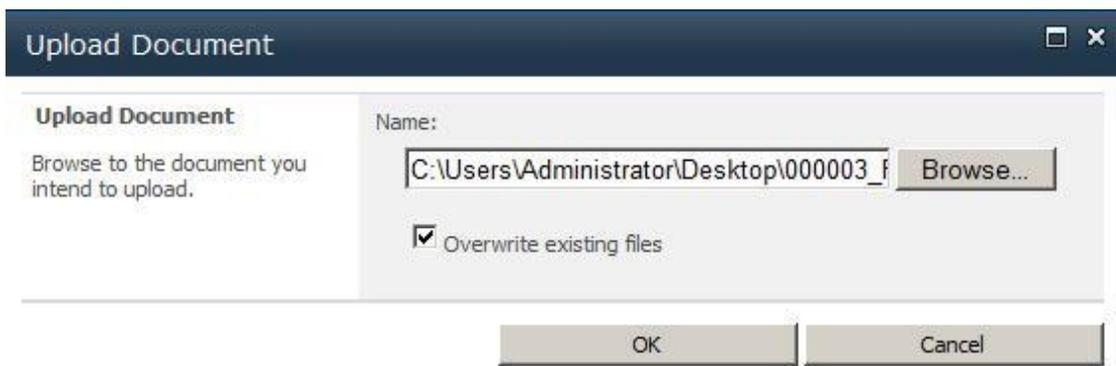 Upload Document
Upload Document
Browse to the document you
intend to upload.
Name:
C:\Users\Administrator\Desktop\000003_
Browse...
Overwrite existing files
OK
Cancel